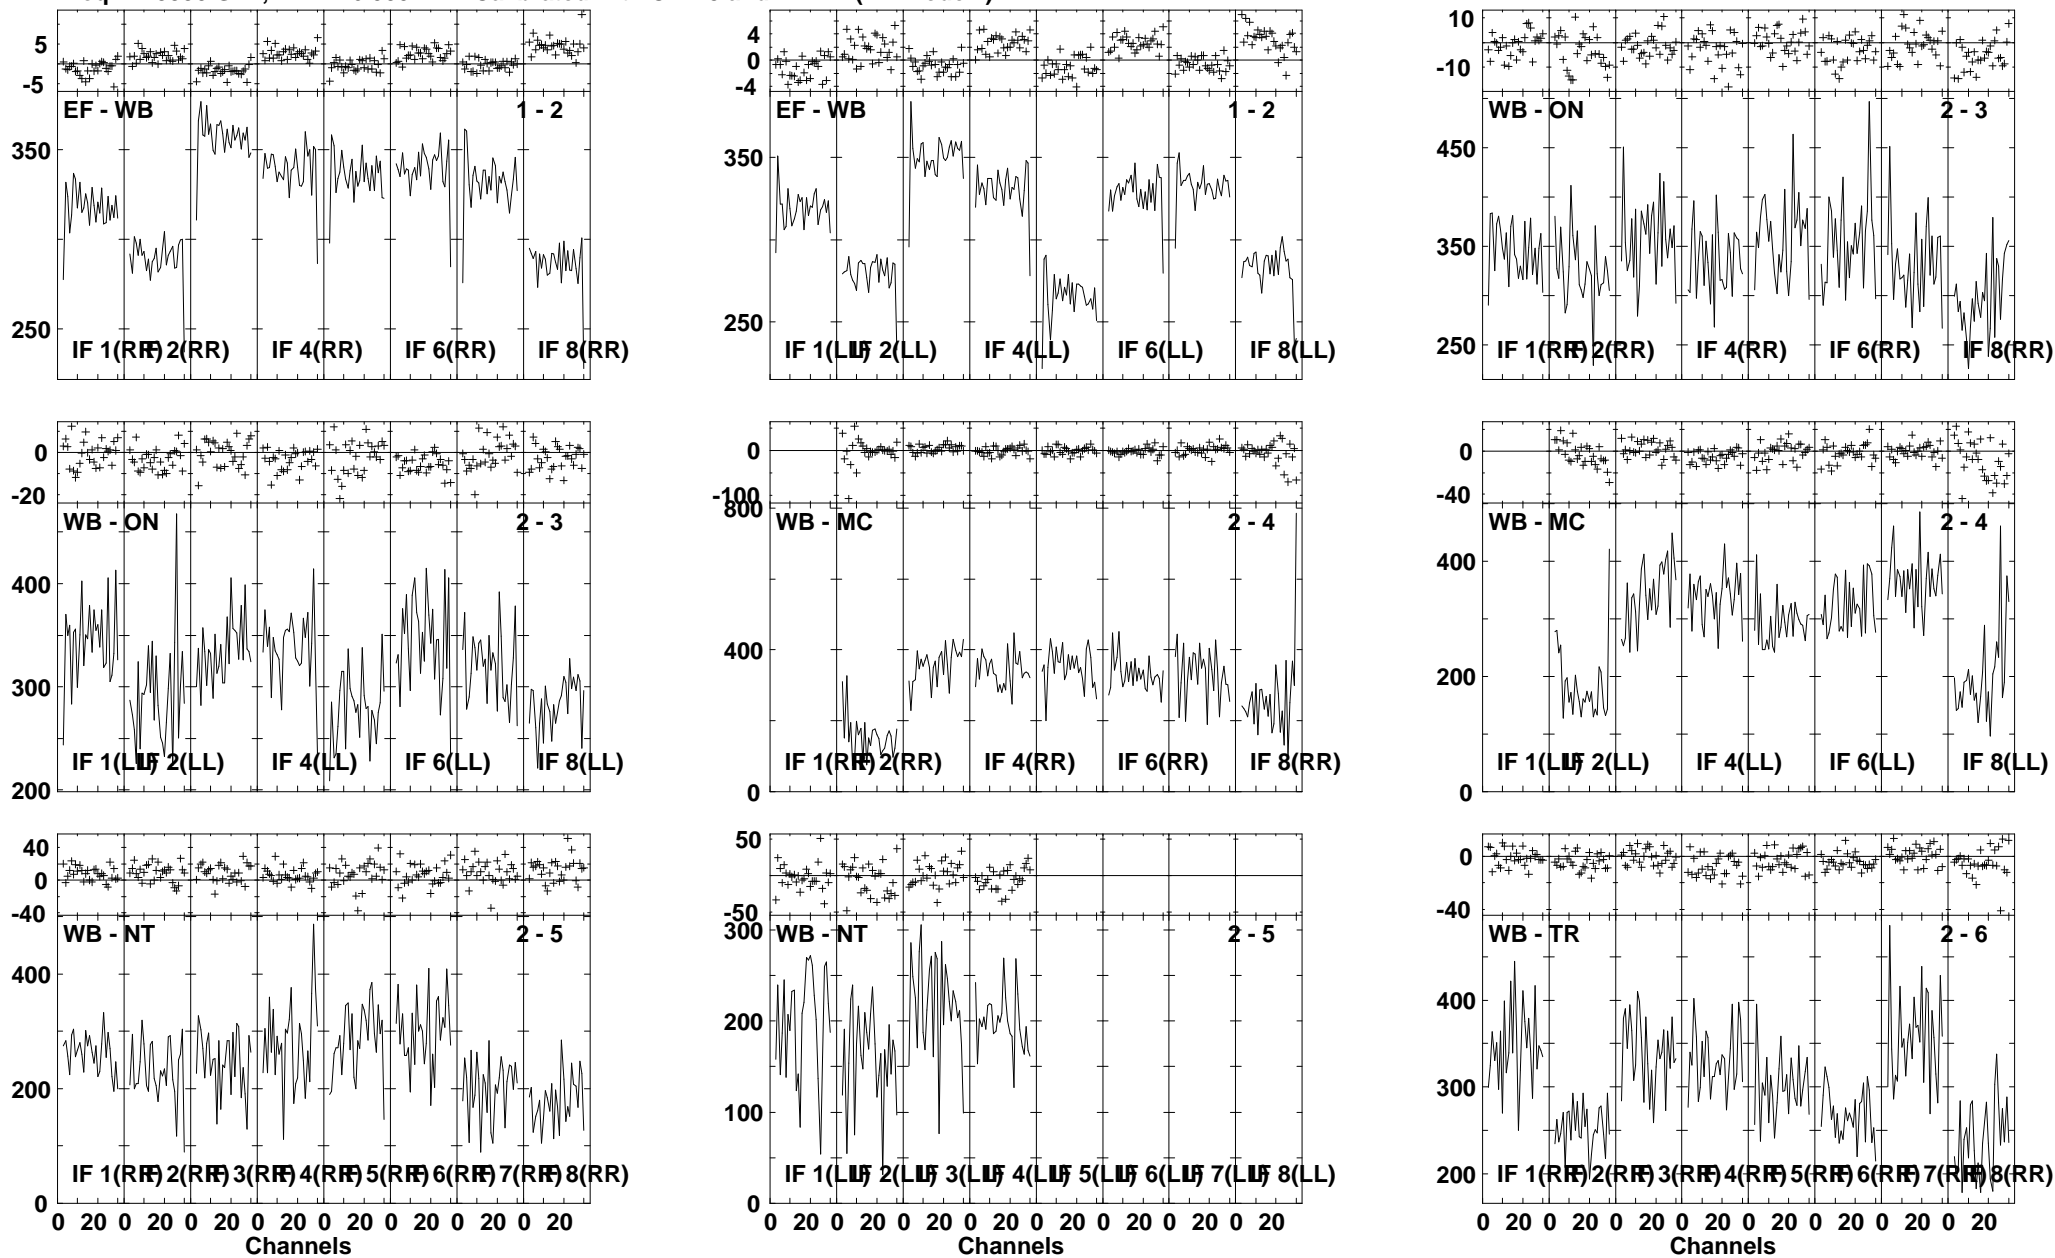 5 0 -5 4 0 -4 10 0 -10
EF - WB 1 - 2 EF - WB 1 - 2 WB - ON 2 - 3
350 250 350 250 450 350 250
IF 1(RR) IF 2(RR) IF 4(RR) IF 6(RR) IF 8(RR) IF 1(LL) IF 2(LL) IF 4(LL) IF 6(LL) IF 8(LL) IF 1(RR) IF 2(RR) IF 4(RR) IF 6(RR) IF 8(RR)
0 -20 0 -100 0 -40
WB - ON 2 - 3 WB - MC 2 - 4 WB - MC 2 - 4
400 300 200 800 400 0 400 200 0
IF 1(LL) IF 2(LL) IF 4(LL) IF 6(LL) IF 8(LL) IF 1(RR) IF 2(RR) IF 4(RR) IF 6(RR) IF 8(RR) IF 1(LL) IF 2(LL) IF 4(LL) IF 6(LL) IF 8(LL)
40 0 -40 50 0 -50 0 -40
WB - NT 2 - 5 WB - NT 2 - 5 WB - TR 2 - 6
400 200 0 300 200 100 0 400 300 200
IF 1(RR) IF 2(RR) IF 3(RR) IF 4(RR) IF 5(RR) IF 6(RR) IF 7(RR) IF 8(RR) IF 1(LL) IF 2(LL) IF 3(LL) IF 4(LL) IF 5(LL) IF 6(LL) IF 7(LL) IF 8(LL) IF 1(RR) IF 2(RR) IF 3(RR) IF 4(RR) IF 5(RR) IF 6(RR) IF 7(RR) IF 8(RR)
0 20 0 20 0 20 0 20 0 20 0 20 0 20 0 20 0 20 0 20 0 20 0 20 0 20 0 20 0 20 0 20 0 20 0 20 0 20 0 20 0 20 0 20 0 20 0 20
Channels Channels Channels